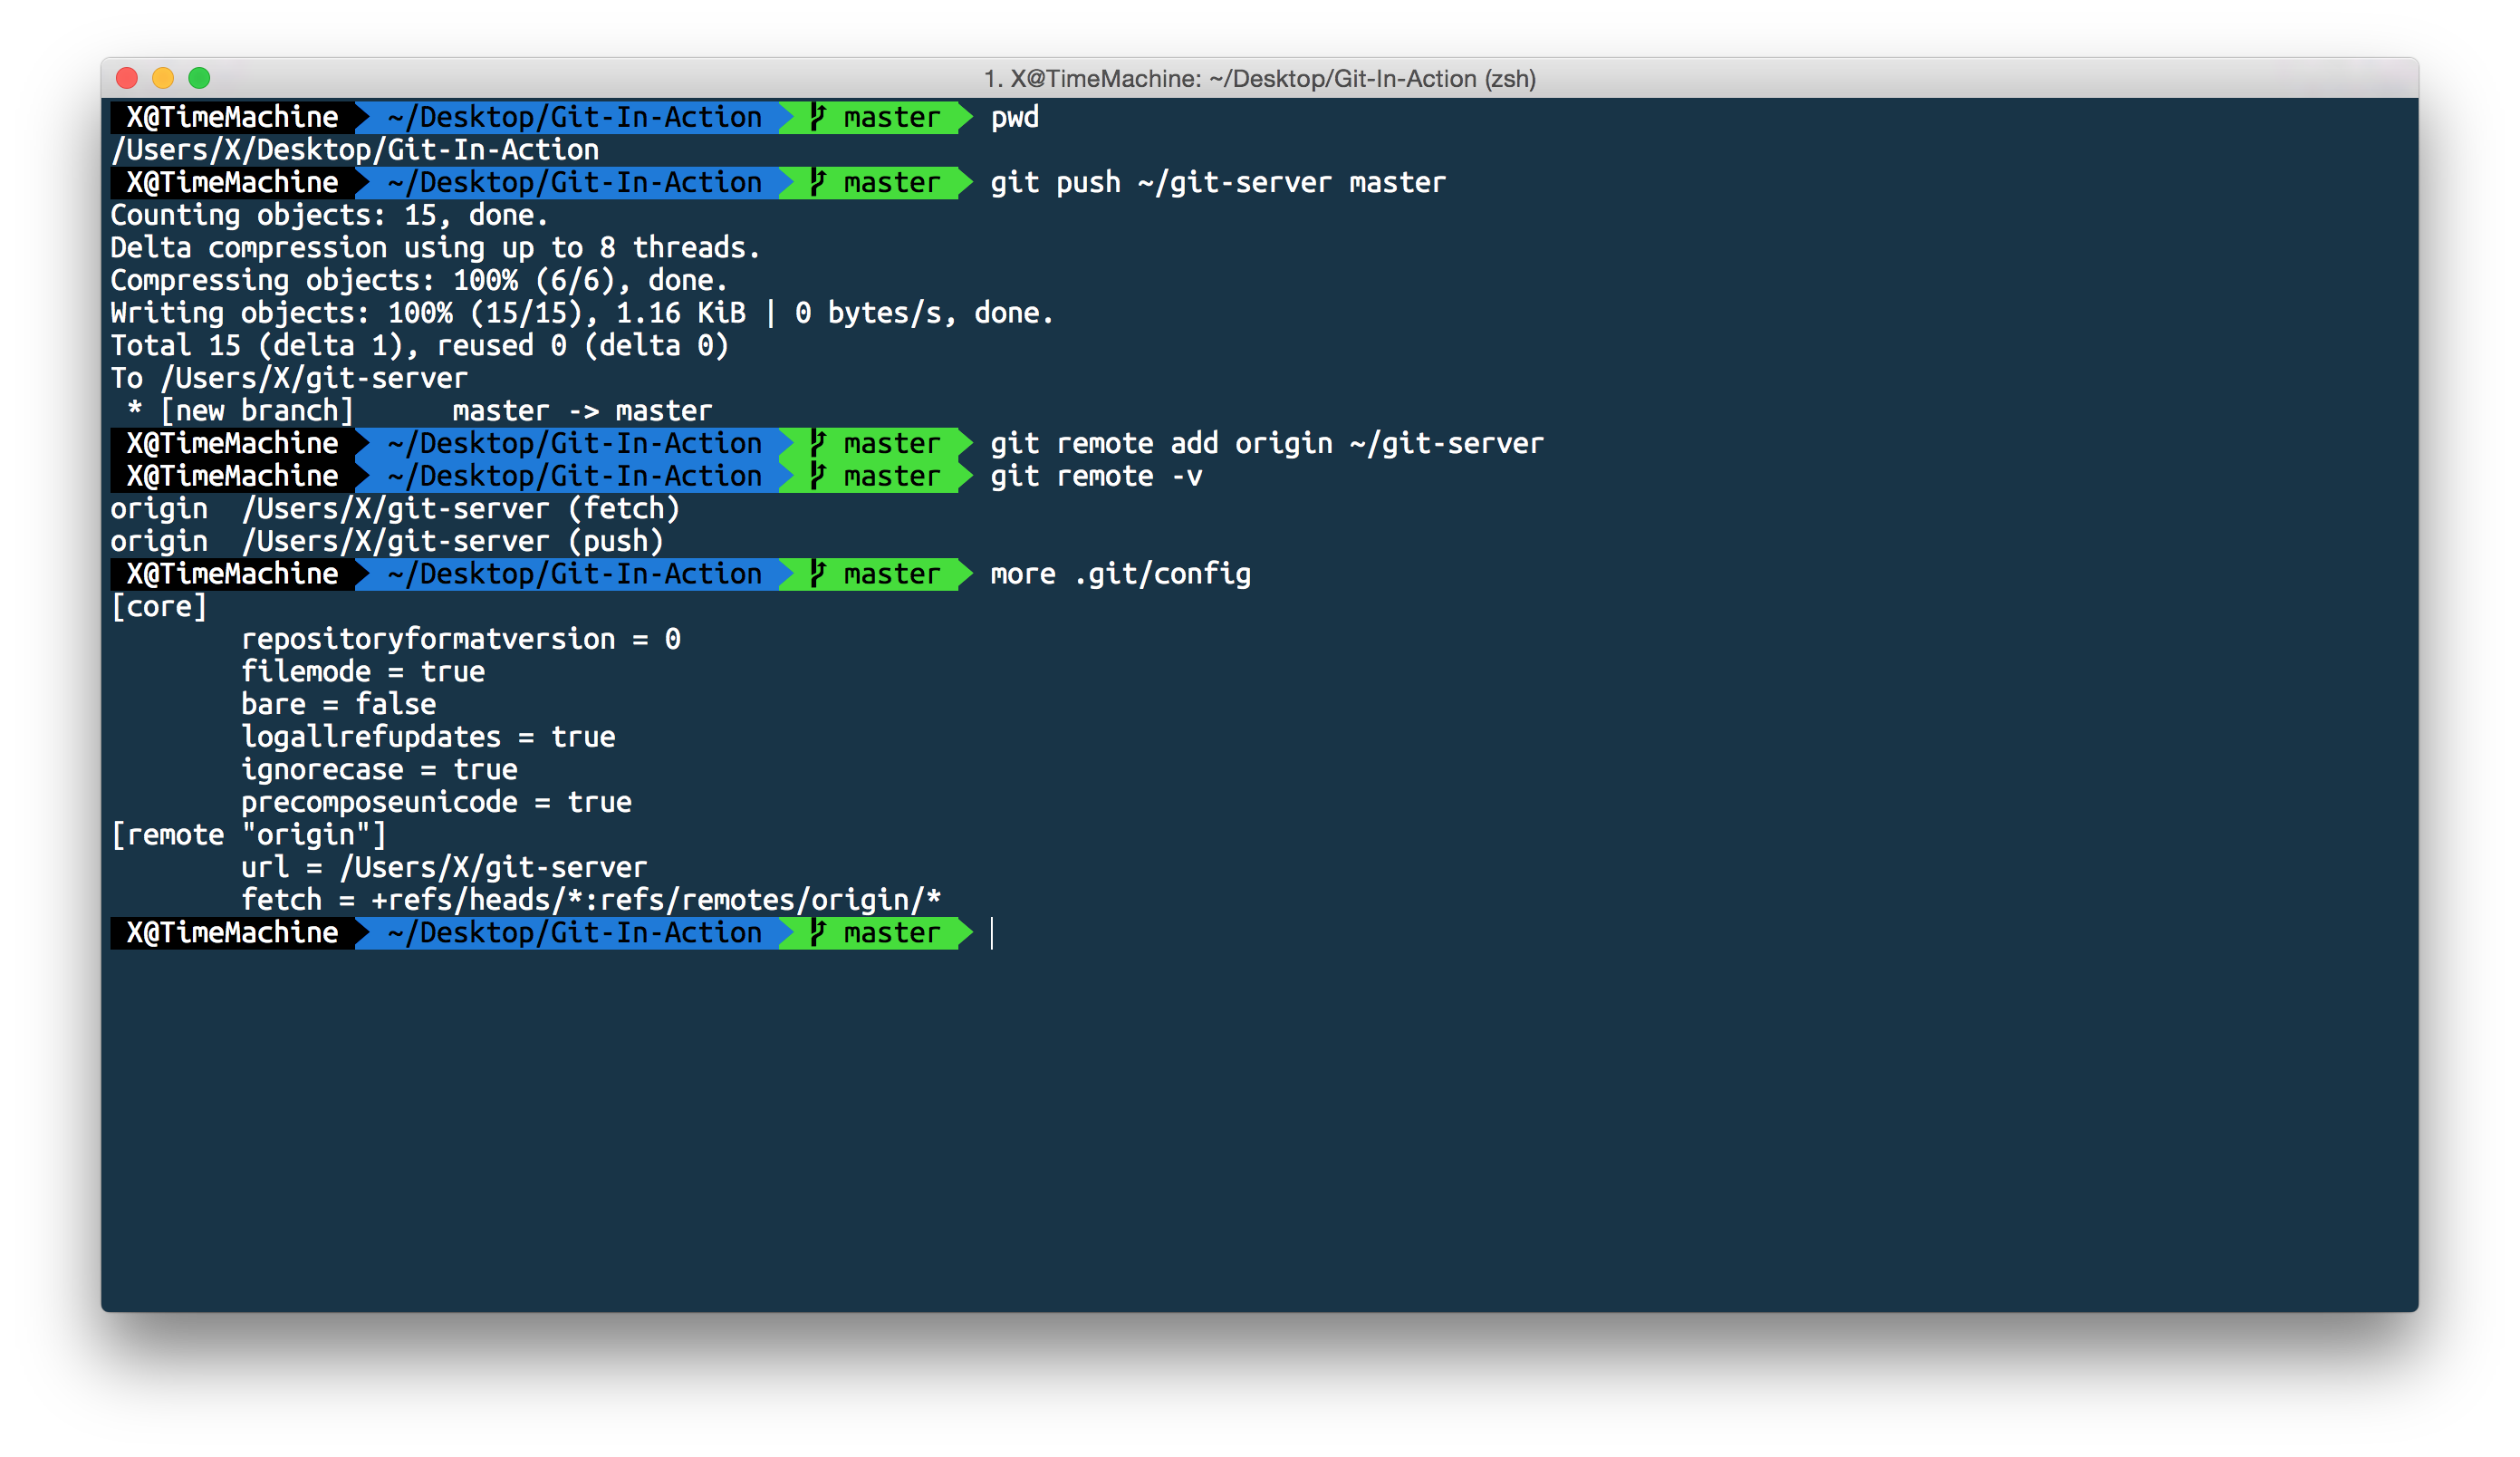 1. X@TimeMachine: ~/Desktop/Git-In-Action (zsh)
X@TimeMachine ~/Desktop/Git-In-Action master pwd
/Users/X/Desktop/Git-In-Action
X@TimeMachine ~/Desktop/Git-In-Action master git push ~/git-server master
Counting objects: 15, done.
Delta compression using up to 8 threads.
Compressing objects: 100% (6/6), done.
Writing objects: 100% (15/15), 1.16 KiB | 0 bytes/s, done.
Total 15 (delta 1), reused 0 (delta 0)
To /Users/X/git-server
 * [new branch]      master -> master
X@TimeMachine ~/Desktop/Git-In-Action master git remote add origin ~/git-server
X@TimeMachine ~/Desktop/Git-In-Action master git remote -v
origin  /Users/X/git-server (fetch)
origin  /Users/X/git-server (push)
X@TimeMachine ~/Desktop/Git-In-Action master more .git/config
[core]
        repositoryformatversion = 0
        filemode = true
        bare = false
        logallrefupdates = true
        ignorecase = true
        precomposeunicode = true
[remote "origin"]
        url = /Users/X/git-server
        fetch = +refs/heads/*:refs/remotes/origin/*
X@TimeMachine ~/Desktop/Git-In-Action master